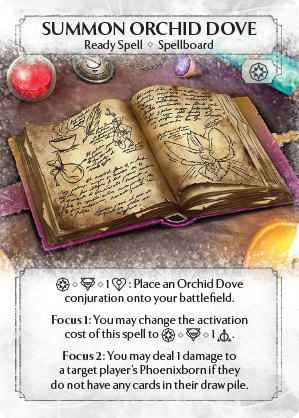 SUMMON ORCHID DOVE
Ready Spell ⬦ Spellboard
⬦ ⬦ 1 : Place an Orchid Dove
conjuration onto your battlefield.
Focus 1: You may change the activation
cost of this spell to ⬦ ⬦ 1 .
Focus 2: You may deal 1 damage to
a target player's Phoenixborn if they
do not have any cards in their draw pile.